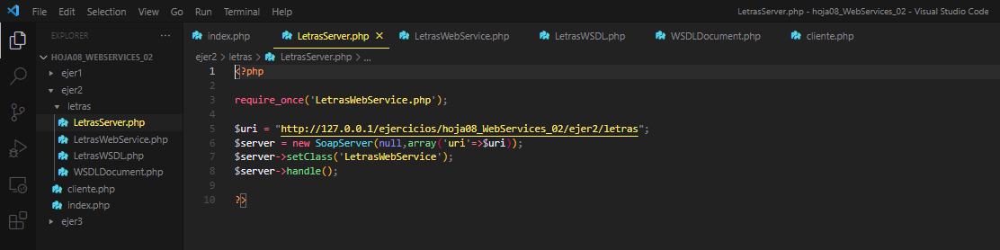 File Edit Selection View Go Run Terminal Help
LetrasServer.php - hoja08_WebServices_02 - Visual Studio Code
EXPLORER ...
index.php LetrasServer.php LetrasWebService.php LetrasWSDL.php WSDLDocument.php cliente.php
HOJA08_WEBSERVICES_02
ejer1
ejer2
letras
LetrasServer.php
LetrasWebService.php
LetrasWSDL.php
WSDLDocument.php
cliente.php
index.php
ejer3
ejer2 > letras > LetrasServer.php > ...
1 <?php
2
3 require_once('LetrasWebService.php');
4
5 $uri = "http://127.0.0.1/ejercicios/hoja08_WebServices_02/ejer2/letras";
6 $server = new SoapServer(null,array('uri'=>$uri));
7 $server->setClass('LetrasWebService');
8 $server->handle();
9
10 ?>